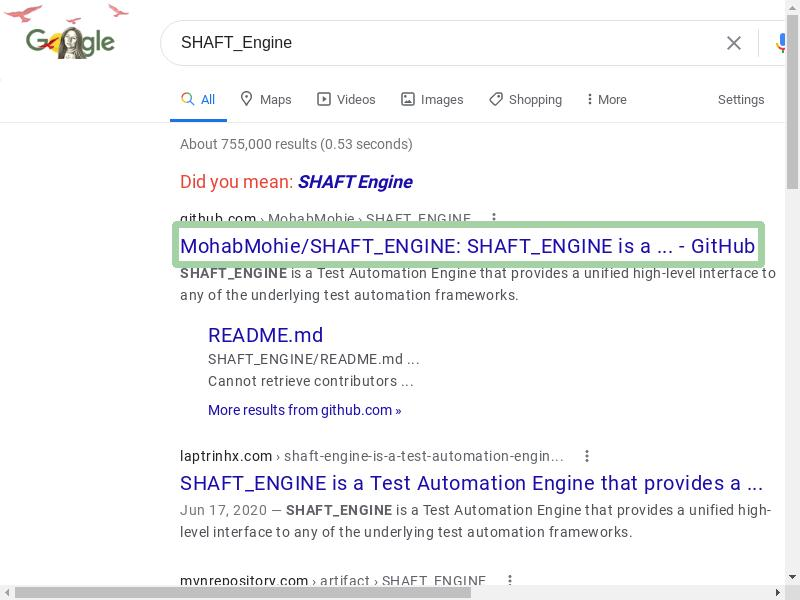 Google
SHAFT_Engine
All Maps Videos Images Shopping More Settings
About 755,000 results (0.53 seconds)
Did you mean: SHAFT Engine
github.com › MohabMohie › SHAFT_ENGINE
MohabMohie/SHAFT_ENGINE: SHAFT_ENGINE is a ... - GitHub
SHAFT_ENGINE is a Test Automation Engine that provides a unified high-level interface to
any of the underlying test automation frameworks.
README.md
SHAFT_ENGINE/README.md ...
Cannot retrieve contributors ...
More results from github.com »
laptrinhx.com › shaft-engine-is-a-test-automation-engin...
SHAFT_ENGINE is a Test Automation Engine that provides a ...
Jun 17, 2020 — SHAFT_ENGINE is a Test Automation Engine that provides a unified high-
level interface to any of the underlying test automation frameworks.
mvnrepository.com › artifact › SHAFT_ENGINE